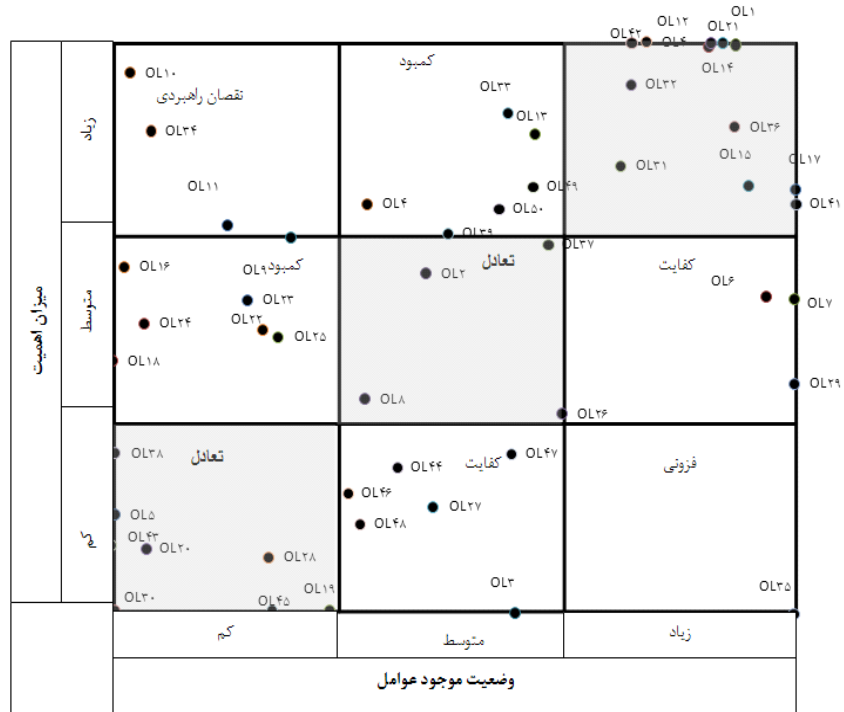 OL۱۲ OL۱
OL۴۲ OL۴ OL۲۱
OL۱۴
OL۱۰ کمبود
نقصان راهبردی OL۳۲
OL۳۳ OL۱۳
OL۳۴ OL۳۶
زیاد
OL۳۱ OL۱۵ OL۱۷
OL۱۱ OL۴۹
OL۴ OL۵۰ OL۴۱
OL۳۹ OL۳۷
OL۱۶ OL۹ کمبود OL۲ تعادل کفایت
OL۲۳ OL۶ OL۷
میزان اهمیت
متوسط
OL۲۴ OL۲۲ OL۲۵
OL۱۸
OL۸ OL۲۶ OL۲۹
OL۳۸ تعادل OL۴۴ کفایت OL۴۷ فزونی
OL۴۶
OL۵ OL۴۸ OL۲۷
کم
OL۴۳ OL۲۰ OL۲۸
OL۳۰ OL۴۵ OL۱۹ OL۳ OL۳۵
کم متوسط زیاد
وضعیت موجود عوامل